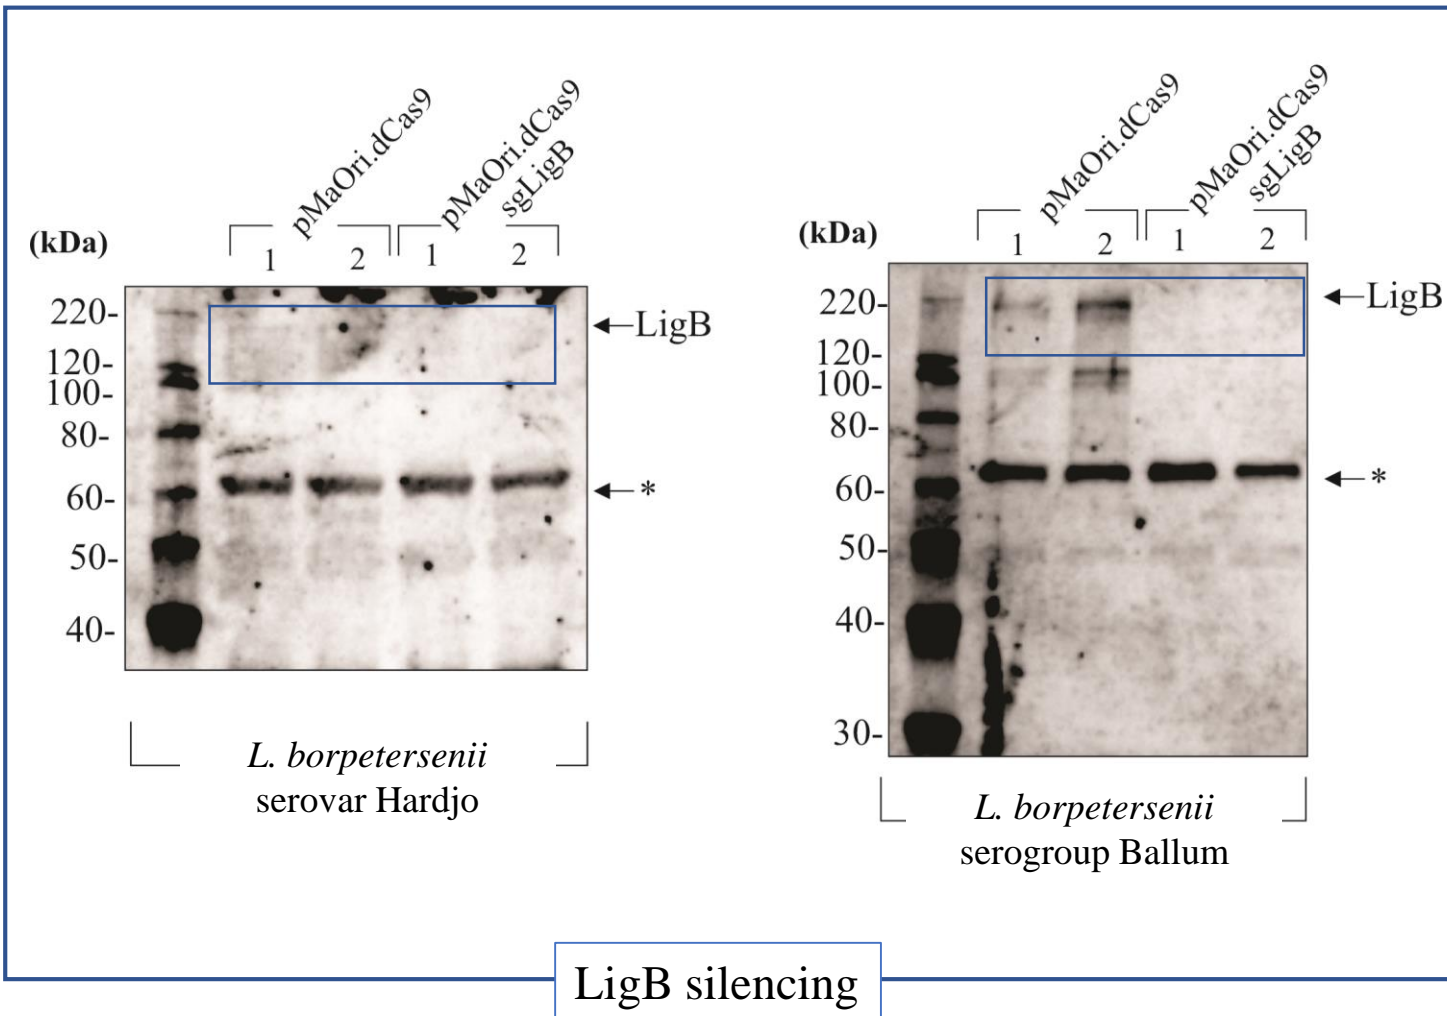 pMaOri.dCas9
pMaOri.dCas9
sgLigB
(kDa)
1 2 1 2
220-
120-
100-
80-
60-
50-
40-
←LigB
←*
L. borpetersenii
serovar Hardjo
pMaOri.dCas9
pMaOri.dCas9
sgLigB
(kDa)
1 2 1 2
220-
120-
100-
80-
60-
50-
40-
30-
←LigB
←*
L. borpetersenii
serogroup Ballum
LigB silencing